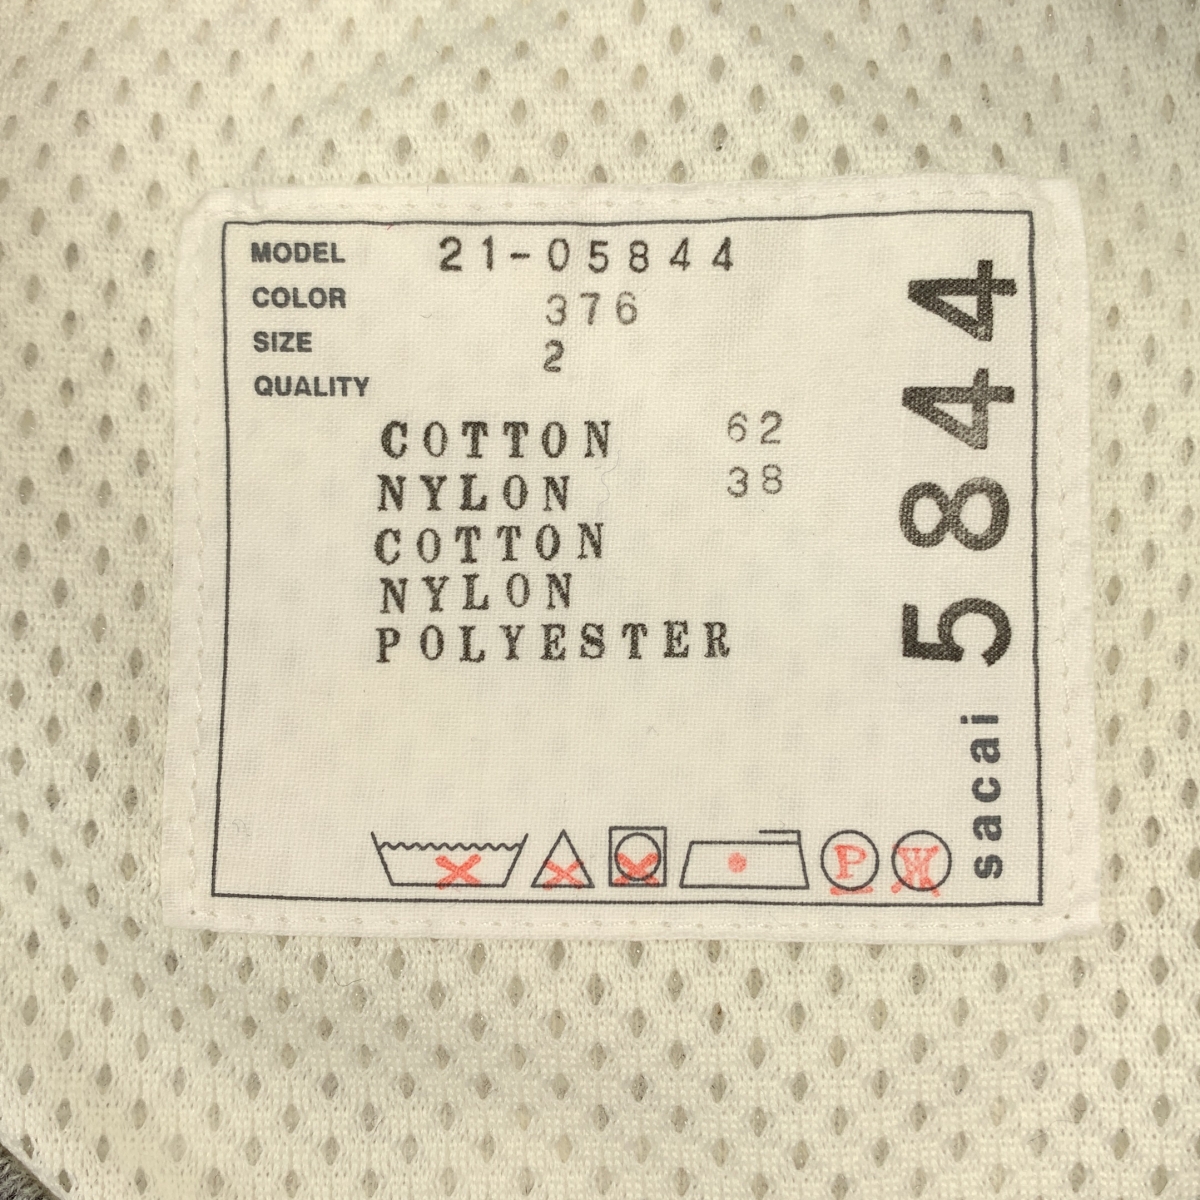 MODEL 21-05844
COLOR 376
SIZE 2
QUALITY
COTTON 62
NYLON 38
COTTON
NYLON
POLYESTER
P W
sacai 5844